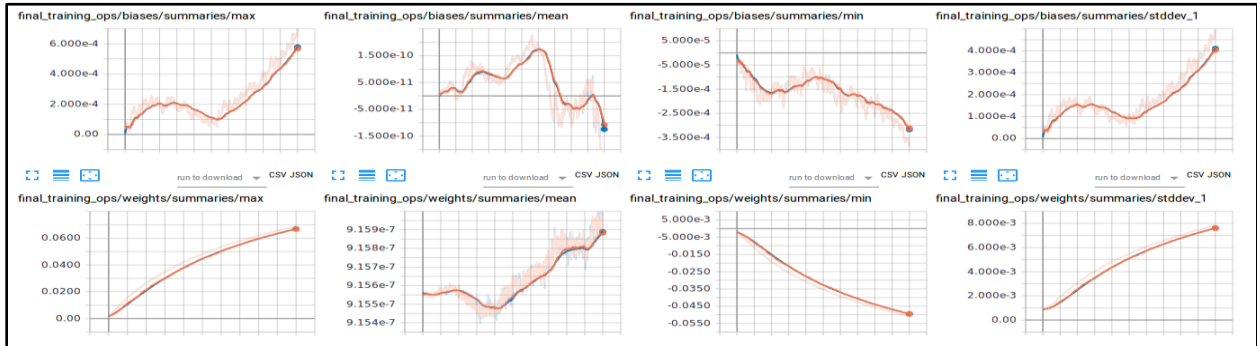 final_training_ops/biases/summaries/max
6.000e-4
4.000e-4
2.000e-4
0.00
run to download
CSV JSON
final_training_ops/biases/summaries/mean
1.500e-10
5.000e-11
-5.000e-11
-1.500e-10
run to download
CSV JSON
final_training_ops/biases/summaries/min
5.000e-5
-5.000e-5
-1.500e-4
-2.500e-4
-3.500e-4
run to download
CSV JSON
final_training_ops/biases/summaries/stddev_1
4.000e-4
3.000e-4
2.000e-4
1.000e-4
0.00
run to download
CSV JSON
final_training_ops/weights/summaries/max
0.0600
0.0400
0.0200
0.00
final_training_ops/weights/summaries/mean
9.159e-7
9.158e-7
9.156e-7
9.155e-7
9.154e-7
final_training_ops/weights/summaries/min
5.000e-3
-5.000e-3
-0.0150
-0.0250
-0.0350
-0.0450
-0.0550
final_training_ops/weights/summaries/stddev_1
8.000e-3
6.000e-3
4.000e-3
2.000e-3
0.00